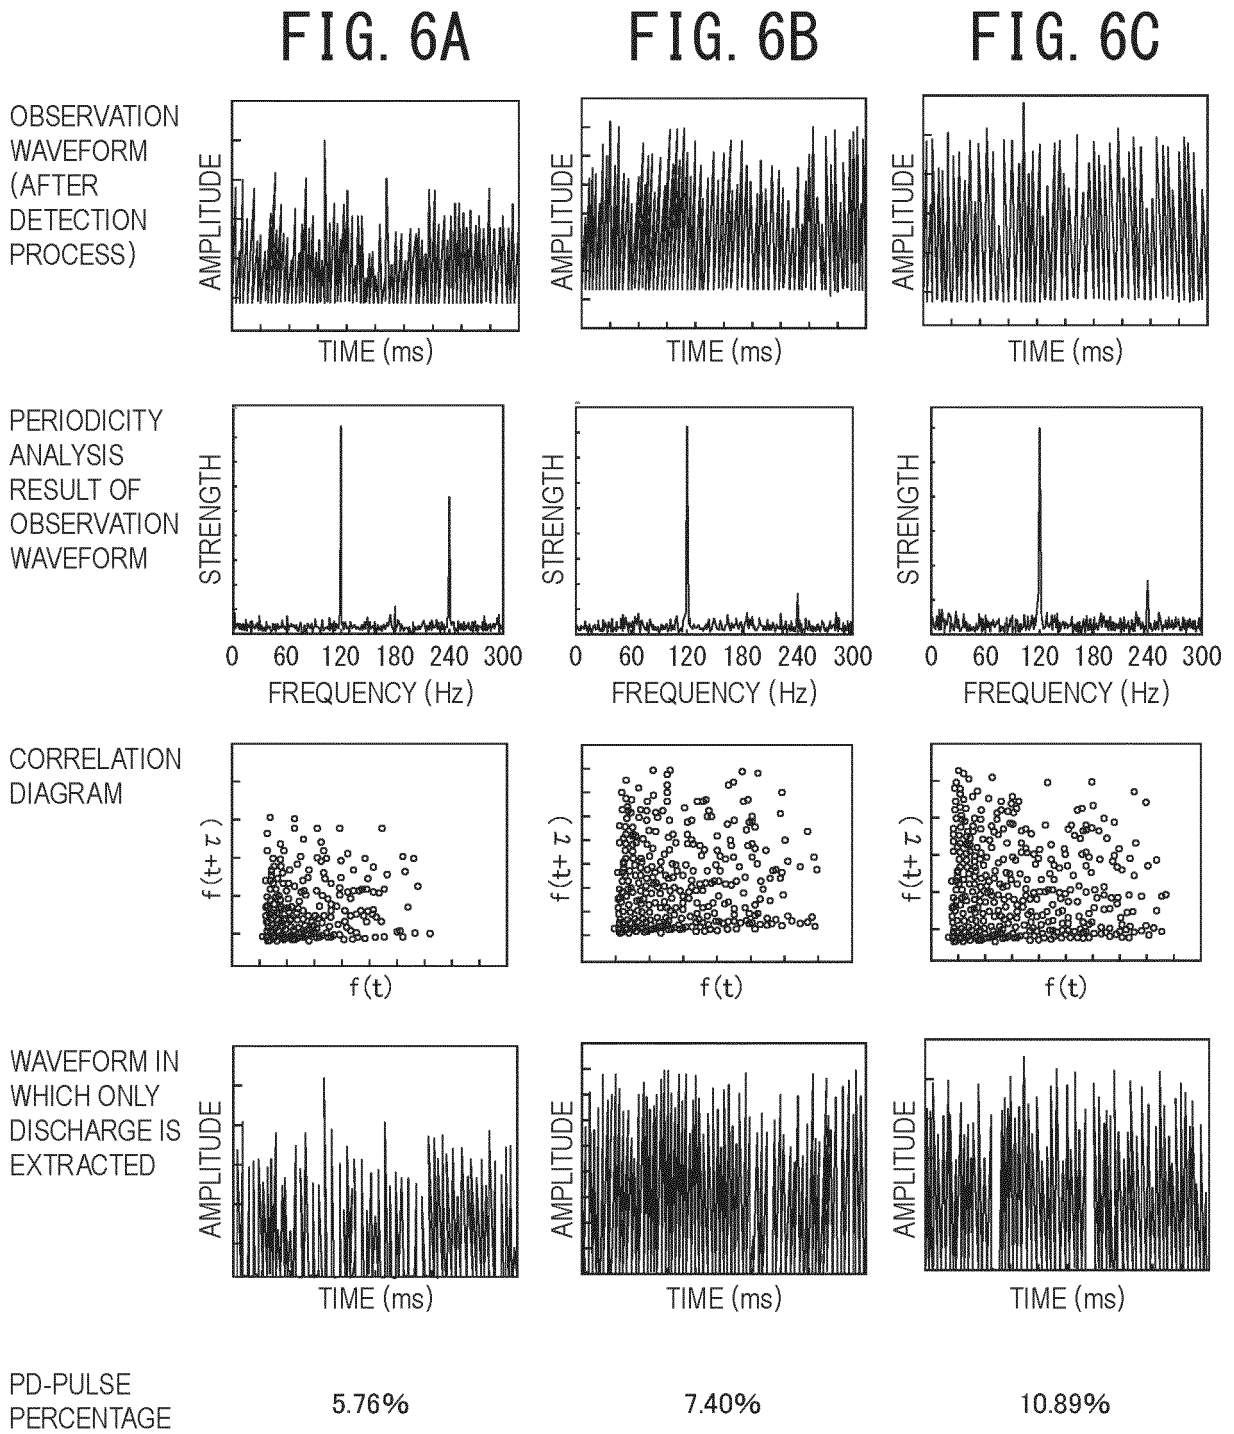 FIG. 6A FIG. 6B FIG. 6C
OBSERVATION
WAVEFORM
(AFTER
DETECTION
PROCESS)
AMPLITUDE
TIME (ms)
AMPLITUDE
TIME (ms)
AMPLITUDE
TIME (ms)
PERIODICITY
ANALYSIS
RESULT OF
OBSERVATION
WAVEFORM
STRENGTH
0 60 120 180 240 300
FREQUENCY (Hz)
STRENGTH
0 60 120 180 240 300
FREQUENCY (Hz)
STRENGTH
0 60 120 180 240 300
FREQUENCY (Hz)
CORRELATION
DIAGRAM
f(t+τ)
f(t)
f(t+τ)
f(t)
f(t+τ)
f(t)
WAVEFORM IN
WHICH ONLY
DISCHARGE IS
EXTRACTED
AMPLITUDE
TIME (ms)
AMPLITUDE
TIME (ms)
AMPLITUDE
TIME (ms)
PD-PULSE
PERCENTAGE
5.76% 7.40% 10.89%